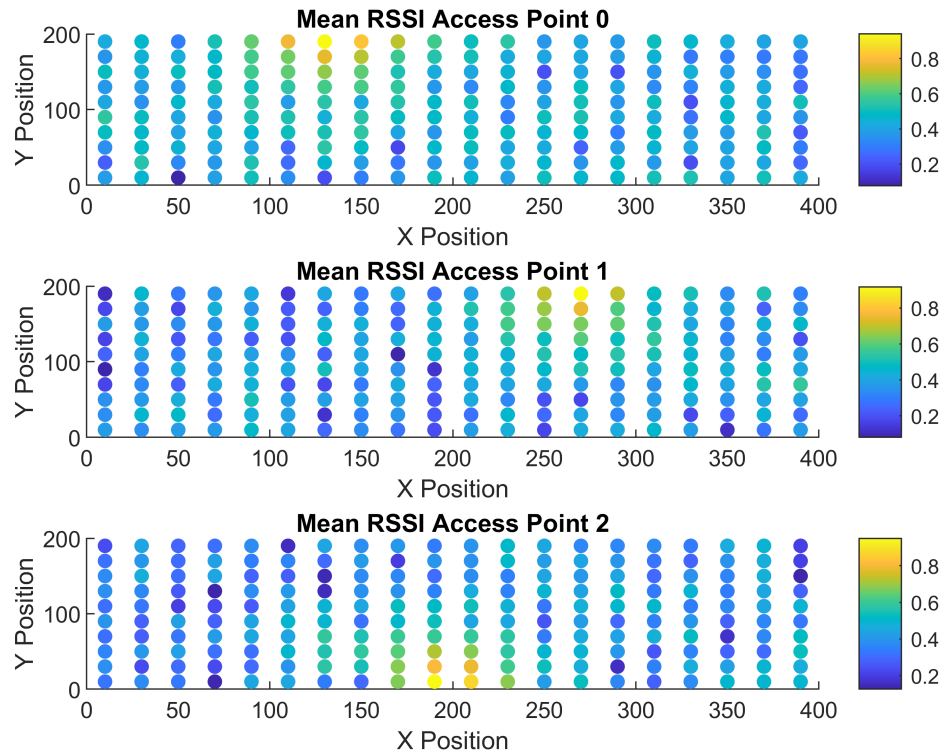 Mean RSSI Access Point 0
200
100
0
Y Position
0 50 100 150 200 250 300 350 400
X Position
0.8
0.6
0.4
0.2
Mean RSSI Access Point 1
200
100
0
Y Position
0 50 100 150 200 250 300 350 400
X Position
0.8
0.6
0.4
0.2
Mean RSSI Access Point 2
200
100
0
Y Position
0 50 100 150 200 250 300 350 400
X Position
0.8
0.6
0.4
0.2